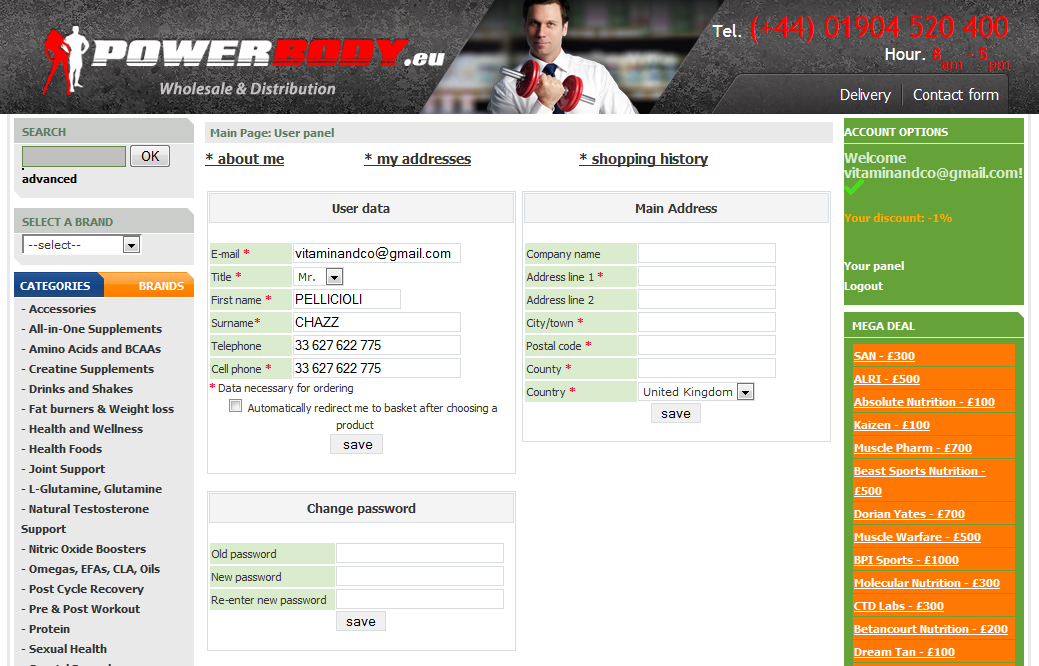 POWERBODY.eu
Wholesale & Distribution
Tel. (+44) 01904 520 400
Hour. 8am - 5pm
Delivery
Contact form
SEARCH
OK
advanced
SELECT A BRAND
--select--
CATEGORIES
BRANDS
- Accessories
- All-in-One Supplements
- Amino Acids and BCAAs
- Creatine Supplements
- Drinks and Shakes
- Fat burners & Weight loss
- Health and Wellness
- Health Foods
- Joint Support
- L-Glutamine, Glutamine
- Natural Testosterone
Support
- Nitric Oxide Boosters
- Omegas, EFAs, CLA, Oils
- Post Cycle Recovery
- Pre & Post Workout
- Protein
- Sexual Health
Main Page: User panel
* about me
* my addresses
* shopping history
User data
E-mail * vitaminandco@gmail.com
Title * Mr.
First name * PELLICIOLI
Surname* CHAZZ
Telephone 33 627 622 775
Cell phone * 33 627 622 775
* Data necessary for ordering
Automatically redirect me to basket after choosing a
product
save
Main Address
Company name
Address line 1 *
Address line 2
City/town *
Postal code *
County *
Country * United Kingdom
save
Change password
Old password
New password
Re-enter new password
save
ACCOUNT OPTIONS
Welcome
vitaminandco@gmail.com!
Your discount: -1%
Your panel
Logout
MEGA DEAL
SAN - £300
ALRI - £500
Absolute Nutrition - £100
Kaizen - £100
Muscle Pharm - £700
Beast Sports Nutrition -
£500
Dorian Yates - £700
Muscle Warfare - £500
BPI Sports - £1000
Molecular Nutrition - £300
CTD Labs - £300
Betancourt Nutrition - £200
Dream Tan - £100